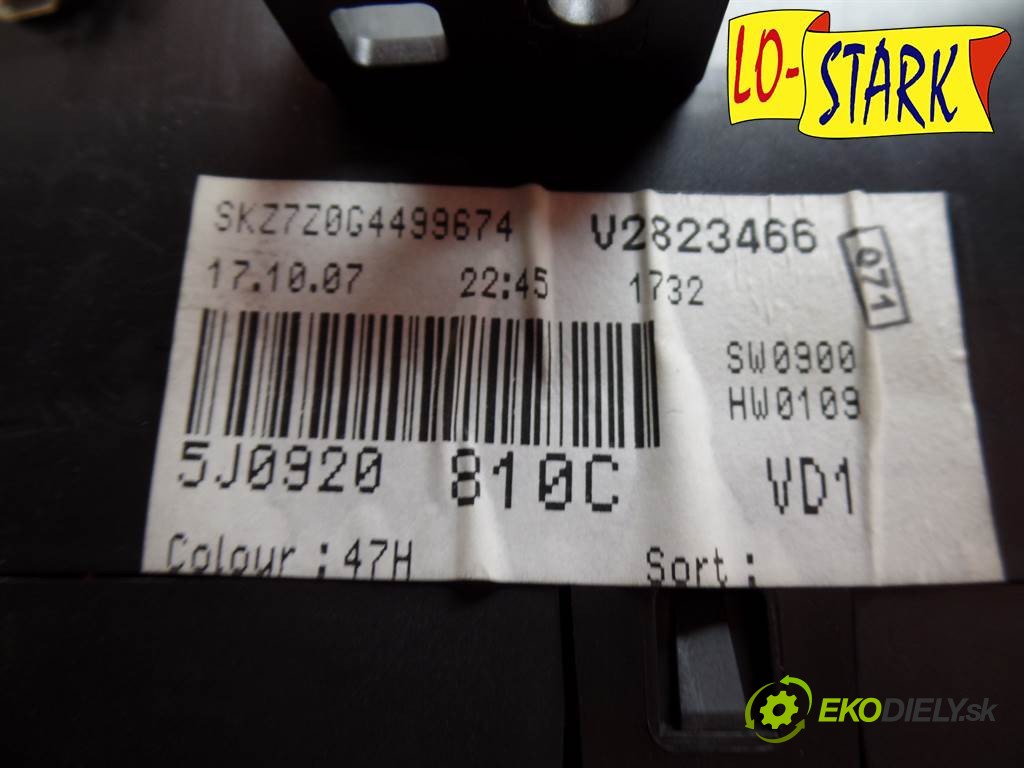 LO-STARK
SKZ7Z0G4499674 V2823466
17.10.07 22:45 1732
Q71
SW0900
HW0109
5J0920 810C VD1
Colour : 47H Sort :
EKODIELY.sk